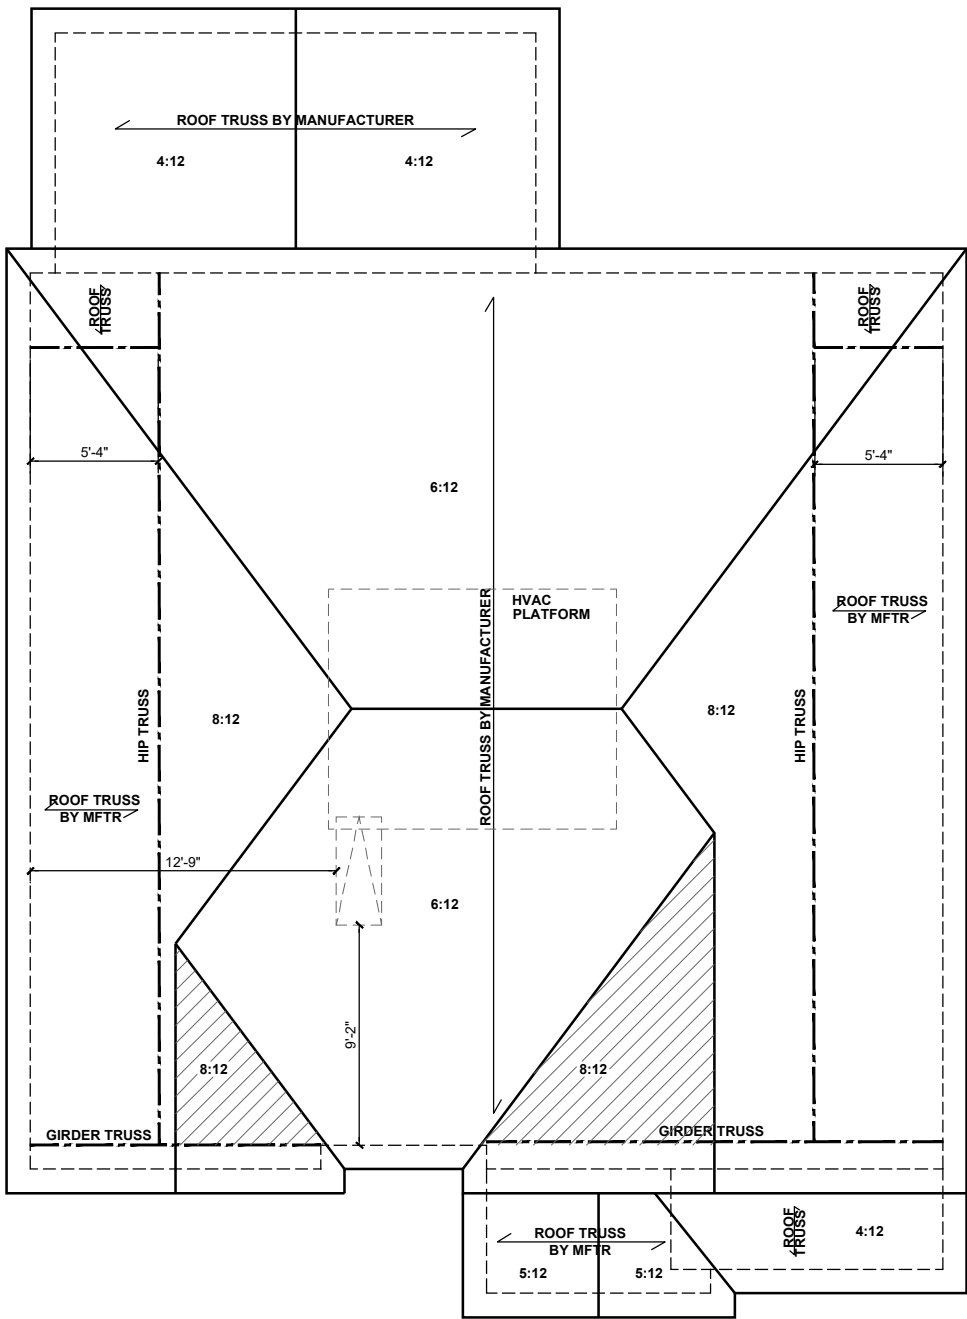 ROOF TRUSS BY MANUFACTURER
4:12
4:12
ROOF
TRUSS
ROOF
TRUSS
5'-4"
5'-4"
6:12
HVAC
PLATFORM
ROOF TRUSS BY MANUFACTURER
ROOF TRUSS
BY MFTR
HIP TRUSS
8:12
8:12
HIP TRUSS
ROOF TRUSS
BY MFTR
12'-9"
6:12
9'-2"
8:12
8:12
GIRDER TRUSS
GIRDER TRUSS
ROOF TRUSS
BY MFTR
ROOF
TRUSS
4:12
5:12
5:12